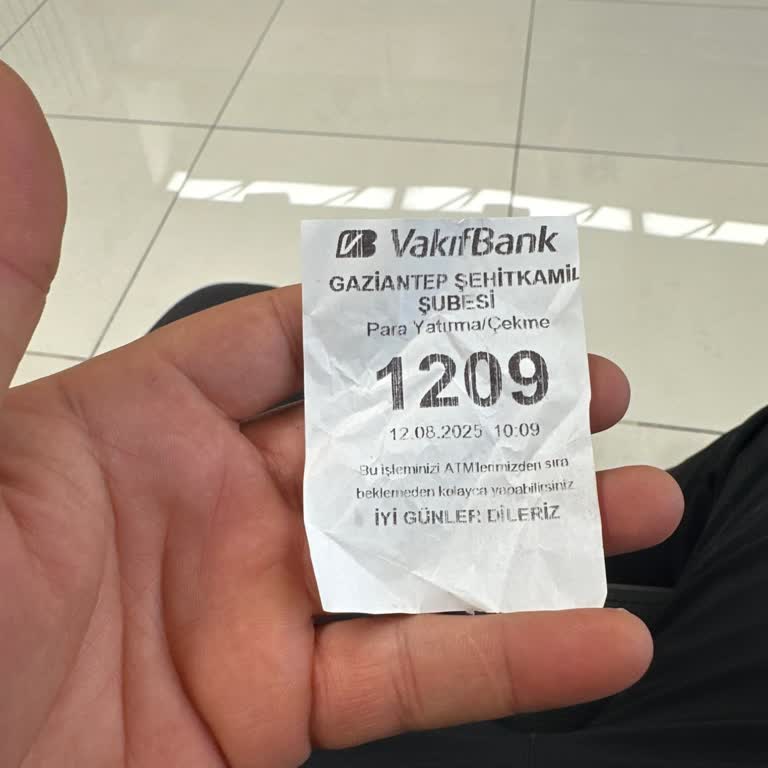 VakıfBank
GAZİANTEP ŞEHİTKAMİL
ŞUBESİ
Para Yatırma/Çekme
1209
12.08.2025 10:09
Bu işleminizi ATM'lerimizden sıra
beklemeden kolayca yapabilirsiniz
İYİ GÜNLER DİLERİZ